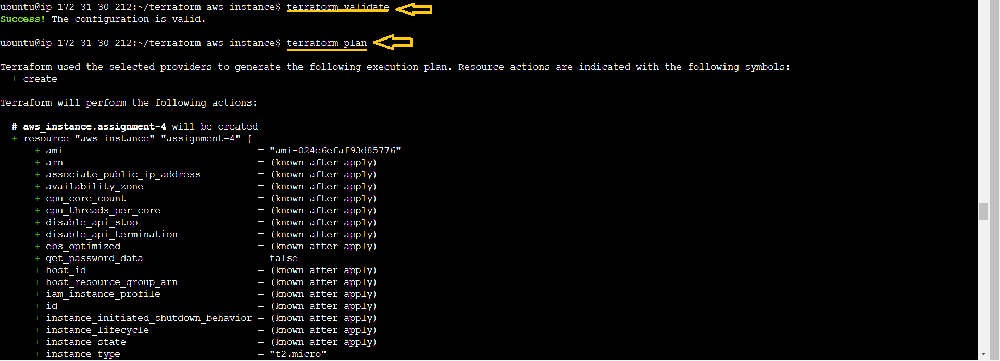 ubuntu@ip-172-31-30-212:~/terraform-aws-instance$ terraform validate
Success! The configuration is valid.
ubuntu@ip-172-31-30-212:~/terraform-aws-instance$ terraform plan
Terraform used the selected providers to generate the following execution plan. Resource actions are indicated with the following symbols:
+ create
Terraform will perform the following actions:
# aws_instance.assignment-4 will be created
+ resource "aws_instance" "assignment-4" {
+ ami = "ami-024e6efaf93d85776"
+ arn = (known after apply)
+ associate_public_ip_address = (known after apply)
+ availability_zone = (known after apply)
+ cpu_core_count = (known after apply)
+ cpu_threads_per_core = (known after apply)
+ disable_api_stop = (known after apply)
+ disable_api_termination = (known after apply)
+ ebs_optimized = (known after apply)
+ get_password_data = false
+ host_id = (known after apply)
+ host_resource_group_arn = (known after apply)
+ iam_instance_profile = (known after apply)
+ id = (known after apply)
+ instance_initiated_shutdown_behavior = (known after apply)
+ instance_lifecycle = (known after apply)
+ instance_state = (known after apply)
+ instance_type = "t2.micro"